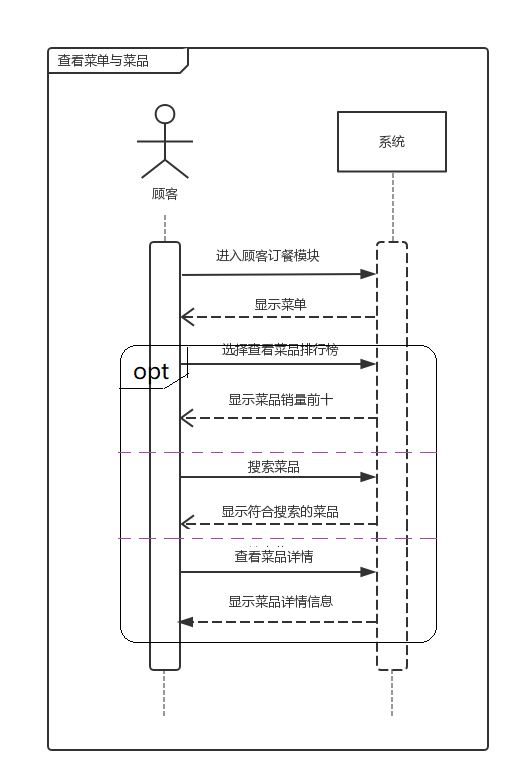 查看菜单与菜品
系统
顾客
进入顾客订餐模块
显示菜单
选择查看菜品排行榜
opt
显示菜品销量前十
搜索菜品
显示符合搜索的菜品
查看菜品详情
显示菜品详情信息